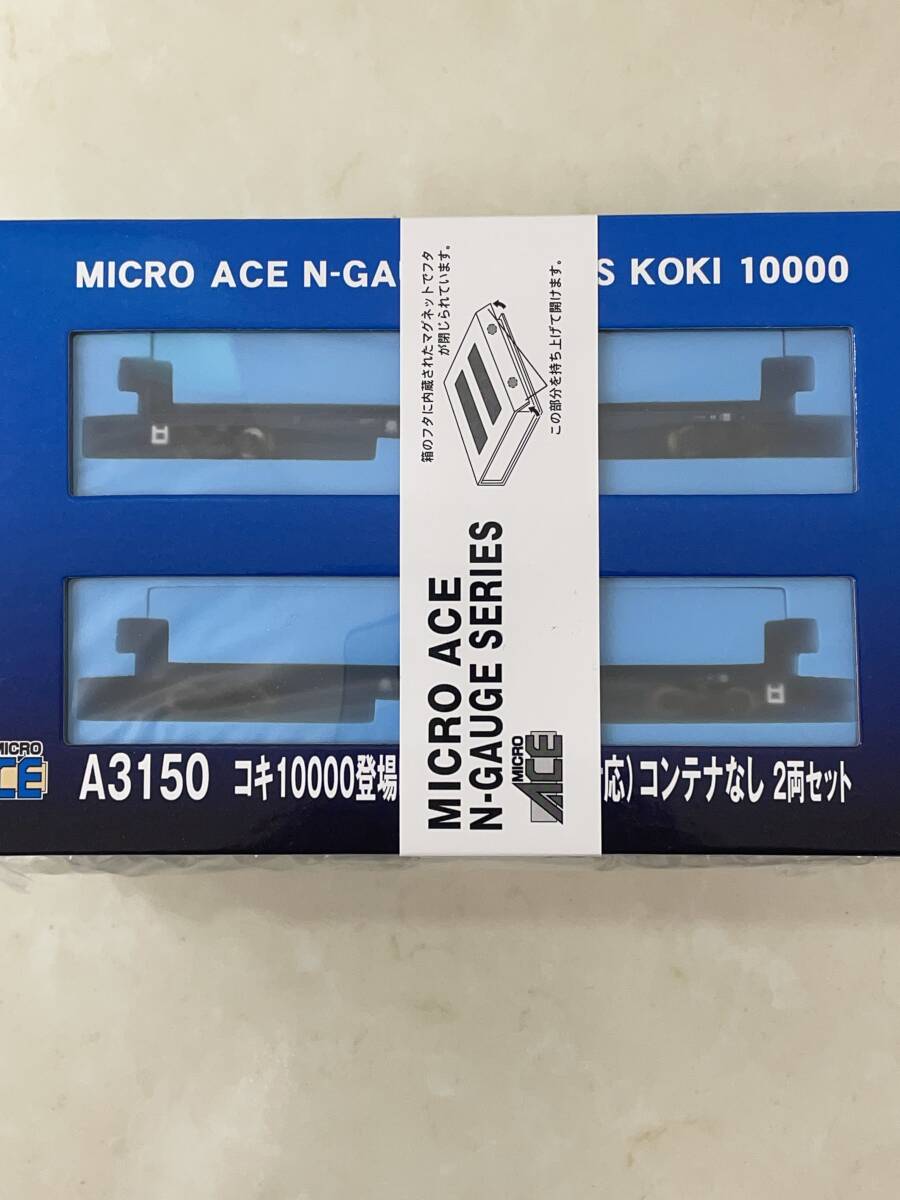 MICRO ACE N-GAU S KOKI 10000
箱のフタに内蔵されたマグネットでフタ
が閉じられています。
この部分を持ち上げて開けます。
MICRO ACE
N-GAUGE SERIES
MICRO
ACE
MICRO
CE
A3150 コキ10000登場 応)コンテナなし 2両セット